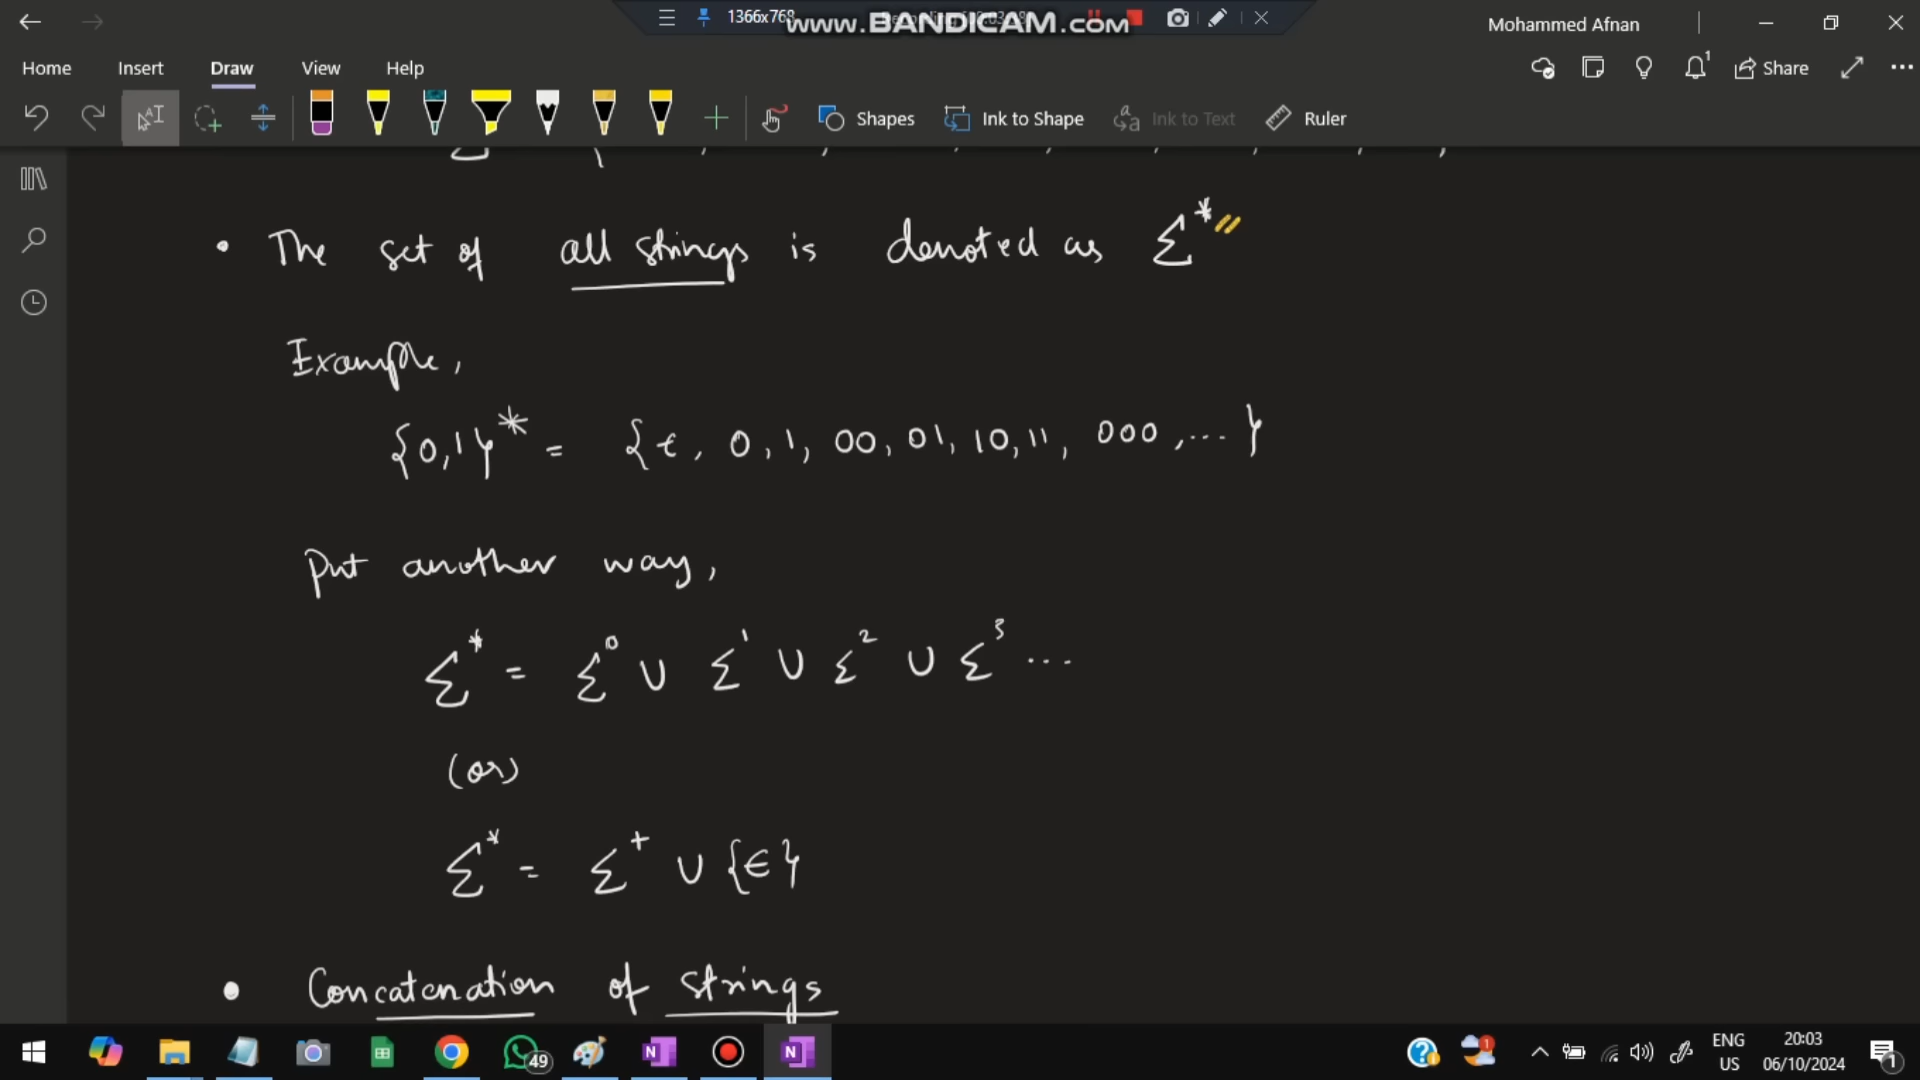 1366x768
www.BANDICAM.com
Mohammed Afnan
Home Insert Draw View Help
1
Share
Shapes Ink to Shape Ink to Text Ruler
• The set of all strings is denoted as Σ*
Example,
{0,1}* = {ϵ, 0, 1, 00, 01, 10, 11, 000, ... }
Put another way,
Σ* = Σ⁰ ∪ Σ¹ ∪ Σ² ∪ Σ³ ...
(or)
Σ* = Σ⁺ ∪ {ϵ}
• Concatenation of strings
49
1
ENG
US
20:03
06/10/2024
1